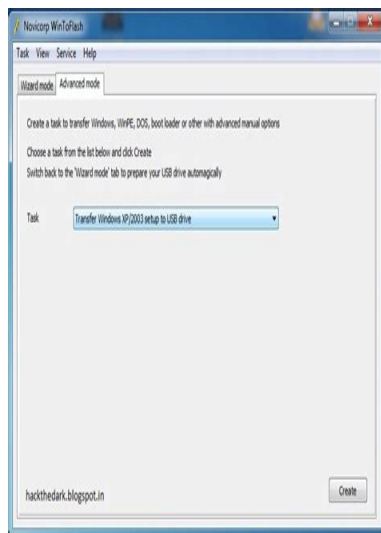 Novicorp WinToFlash
Task View Service Help
Wizard mode Advanced mode
Create a task to transfer Windows, WinPE, DOS, boot loader or other with advanced manual options
Choose a task from the list below and click Create
Switch back to the 'Wizard mode' tab to prepare your USB drive automagically
Task Transfer Windows XP/2003 setup to USB drive
hackthedark.blogspot.in
Create